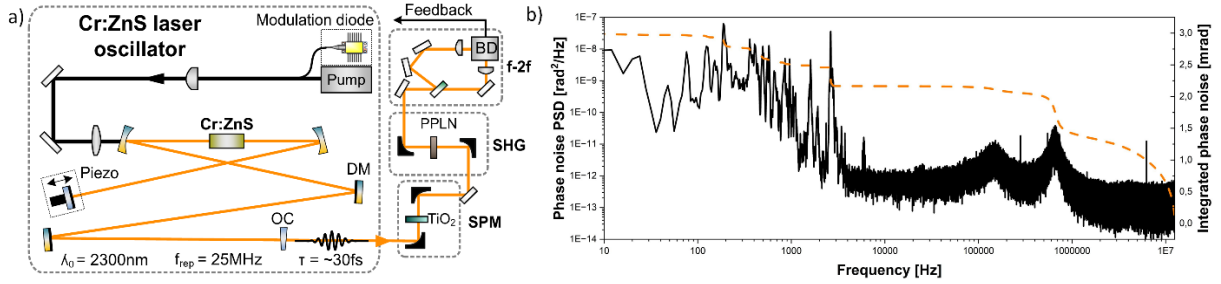 a)
Cr:ZnS laser
oscillator
Modulation diode
Pump
Cr:ZnS
Piezo
DM
OC
λ₀ = 2300nm
f_rep = 25MHz
τ = ~30fs
Feedback
BD
f-2f
PPLN
SHG
TiO₂
SPM
b)
Phase noise PSD [rad²/Hz]
1E-7
1E-8
1E-9
1E-10
1E-11
1E-12
1E-13
1E-14
10
100
1000
10000
100000
1000000
1E7
Frequency [Hz]
3,0
2,5
2,0
1,5
1,0
0,5
0,0
Integrated phase noise [mrad]